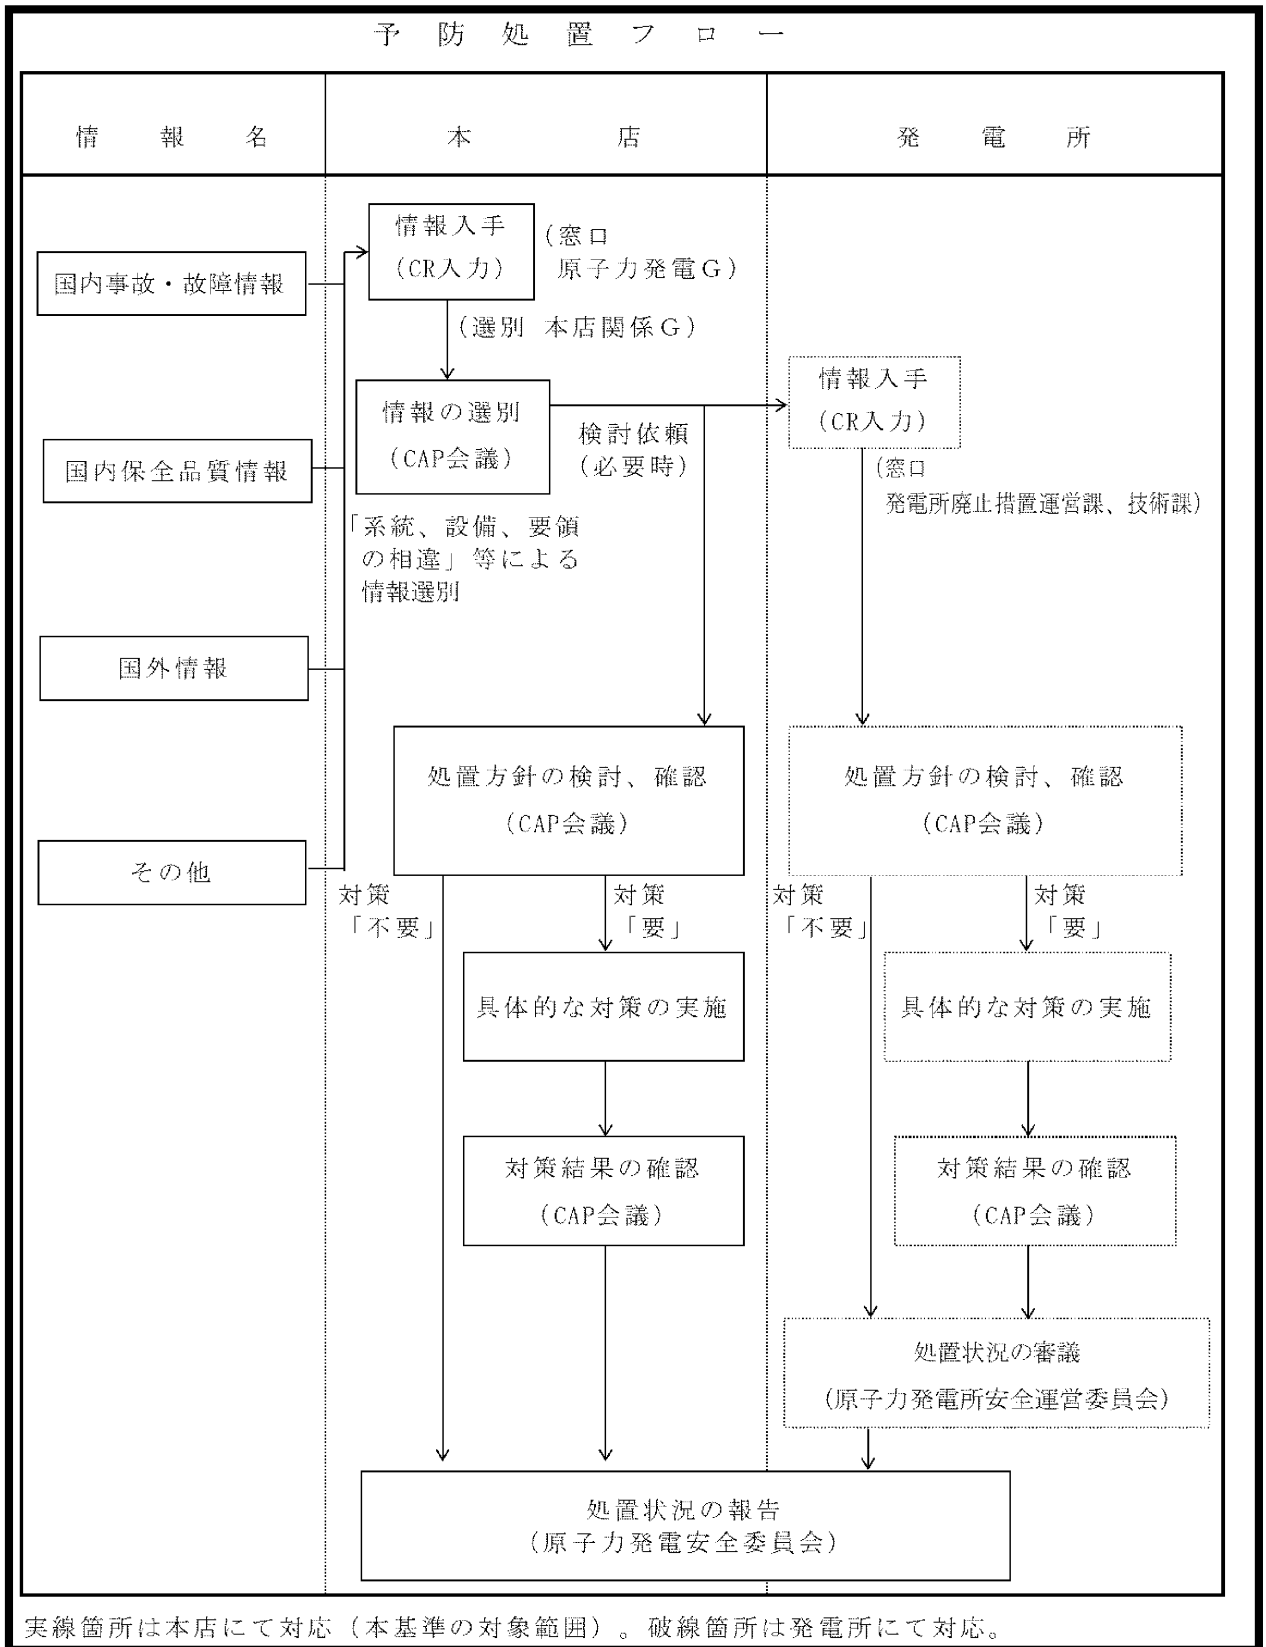 予防処置フロー
情報名
本店
発電所
国内事故・故障情報
国内保全品質情報
国外情報
その他
情報入手
(CR入力)
(窓口
原子力発電G)
(選別 本店関係G)
情報の選別
(CAP会議)
検討依頼
(必要時)
「系統、設備、要領
の相違」等による
情報選別
処置方針の検討、確認
(CAP会議)
対策
「不要」
対策
「要」
具体的な対策の実施
対策結果の確認
(CAP会議)
情報入手
(CR入力)
(窓口
発電所廃止措置運営課、技術課)
処置方針の検討、確認
(CAP会議)
対策
「不要」
対策
「要」
具体的な対策の実施
対策結果の確認
(CAP会議)
処置状況の審議
(原子力発電所安全運営委員会)
処置状況の報告
(原子力発電安全委員会)
実線箇所は本店にて対応(本基準の対象範囲)。破線箇所は発電所にて対応。